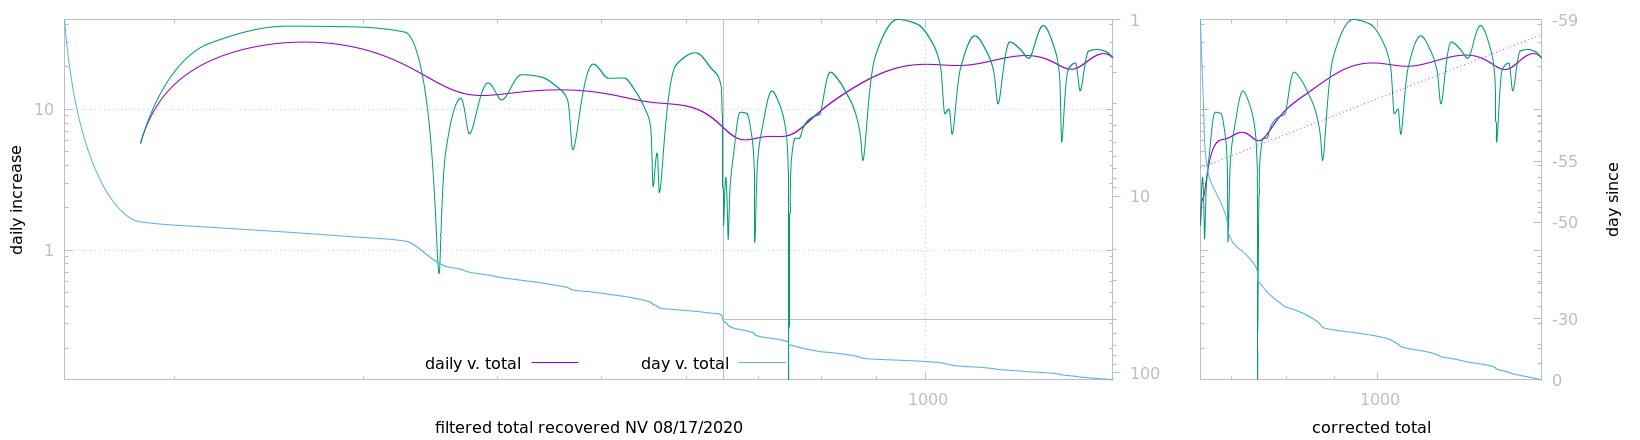 daily increase
10
1
daily v. total
day v. total
1
10
100
1000
filtered total recovered NV 08/17/2020
-59
-55
-50
-30
0
day since
1000
corrected total